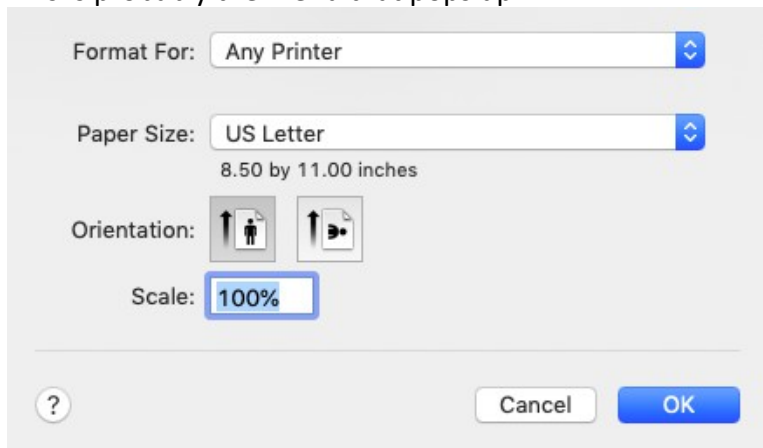 Format For: Any Printer
Paper Size: US Letter
8.50 by 11.00 inches
Orientation:
Scale: 100%
? Cancel OK